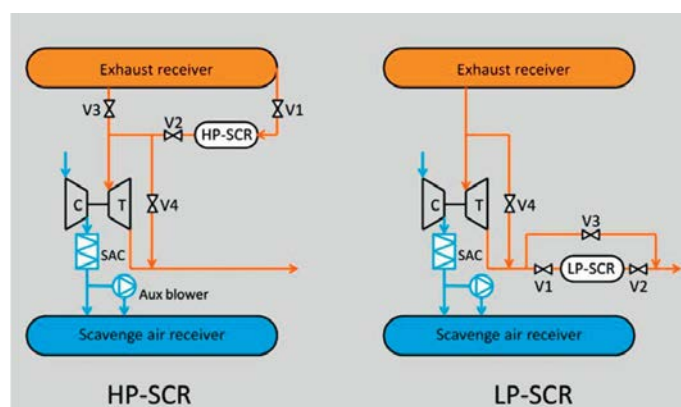 Exhaust receiver
V3
V1
V2
HP-SCR
C
T
V4
SAC
Aux blower
Scavenge air receiver
HP-SCR
Exhaust receiver
C
T
V4
V3
SAC
LP-SCR
V1
V2
Scavenge air receiver
LP-SCR